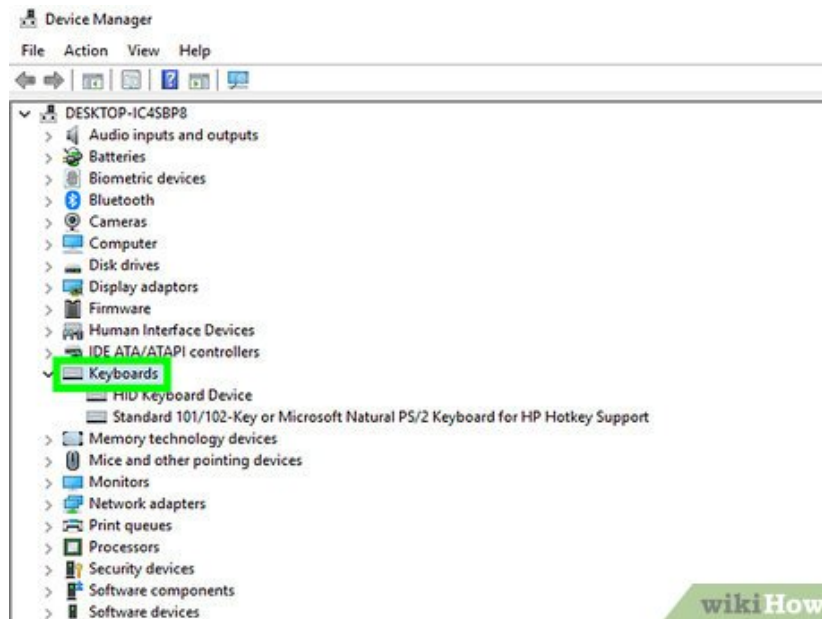 Device Manager
File Action View Help
DESKTOP-IC4SBP8
Audio inputs and outputs
Batteries
Biometric devices
Bluetooth
Cameras
Computer
Disk drives
Display adaptors
Firmware
Human Interface Devices
IDE ATA/ATAPI controllers
Keyboards
HID Keyboard Device
Standard 101/102-Key or Microsoft Natural PS/2 Keyboard for HP Hotkey Support
Memory technology devices
Mice and other pointing devices
Monitors
Network adapters
Print queues
Processors
Security devices
Software components
Software devices
wikiHow